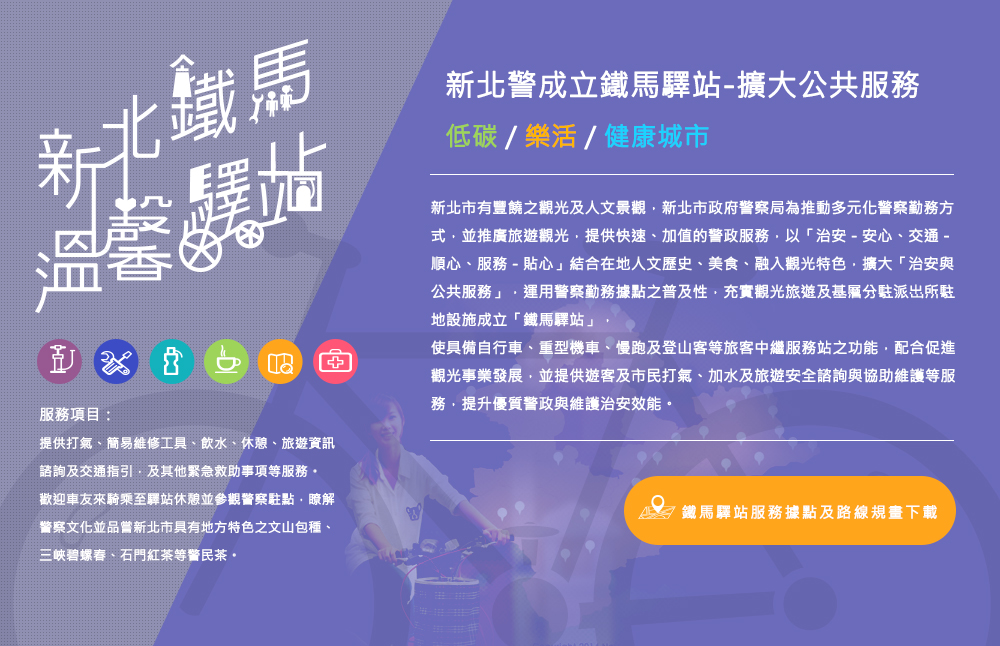 新北鐵馬
溫馨驛站
服務項目：
提供打氣、簡易維修工具、飲水、休憩、旅遊資訊
諮詢及交通指引，及其他緊急救助事項等服務。
歡迎車友來騎乘至驛站休憩並參觀警察駐點，瞭解
警察文化並品嘗新北市具有地方特色之文山包種、
三峽碧螺春、石門紅茶等警民茶。
新北警成立鐵馬驛站-擴大公共服務
低碳 / 樂活 / 健康城市
新北市有豐饒之觀光及人文景觀，新北市政府警察局為推動多元化警察勤務方
式，並推廣旅遊觀光，提供快速、加值的警政服務，以「治安－安心、交通－
順心、服務－貼心」結合在地人文歷史、美食、融入觀光特色，擴大「治安與
公共服務」，運用警察勤務據點之普及性，充實觀光旅遊及基層分駐派出所駐
地設施成立「鐵馬驛站」，
使具備自行車、重型機車、慢跑及登山客等旅客中繼服務站之功能，配合促進
觀光事業發展，並提供遊客及市民打氣、加水及旅遊安全諮詢與協助維護等服
務，提升優質警政與維護治安效能。
鐵馬驛站服務據點及路線規畫下載